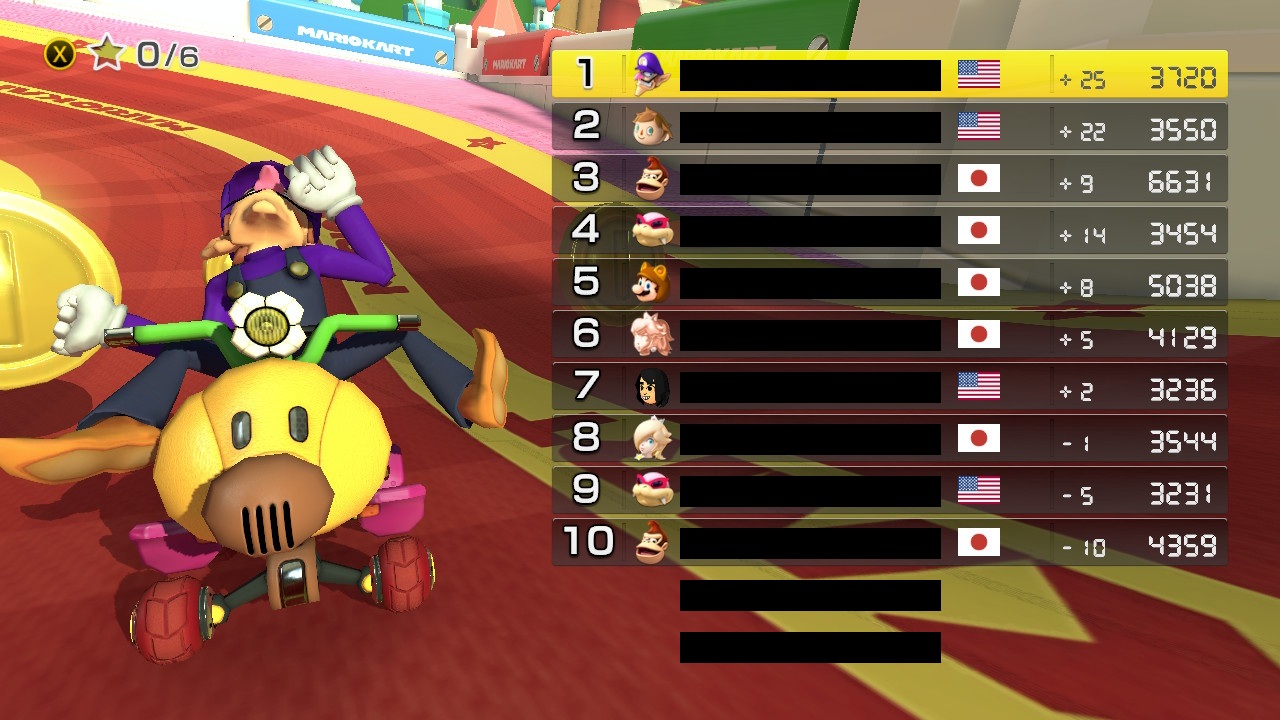 X 0/6
MARIOKART
MARIOKART
MARIOKART
1 + 25 3720
2 + 22 3550
3 + 9 6631
4 + 14 3454
5 + 8 5038
6 + 5 4129
7 + 2 3236
8 - 1 3544
9 - 5 3231
10 - 10 4359